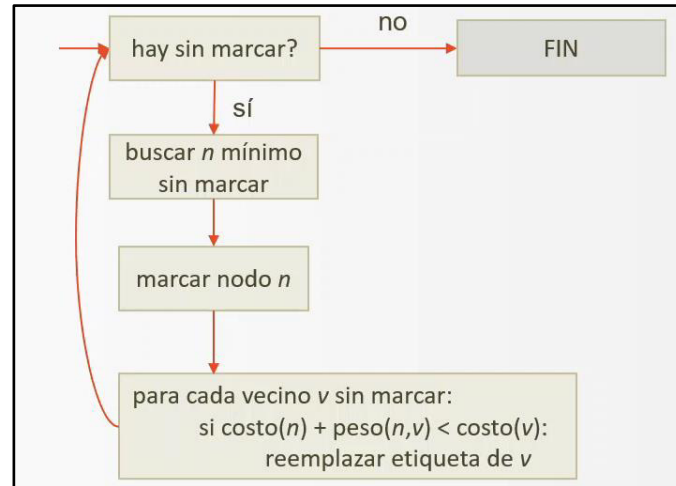 hay sin marcar?
no
FIN
sí
buscar n mínimo
sin marcar
marcar nodo n
para cada vecino v sin marcar:
si costo(n) + peso(n,v) < costo(v):
reemplazar etiqueta de v